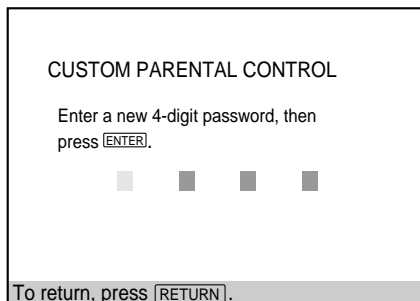 CUSTOM PARENTAL CONTROL
Enter a new 4-digit password, then
press ENTER.
To return, press RETURN.